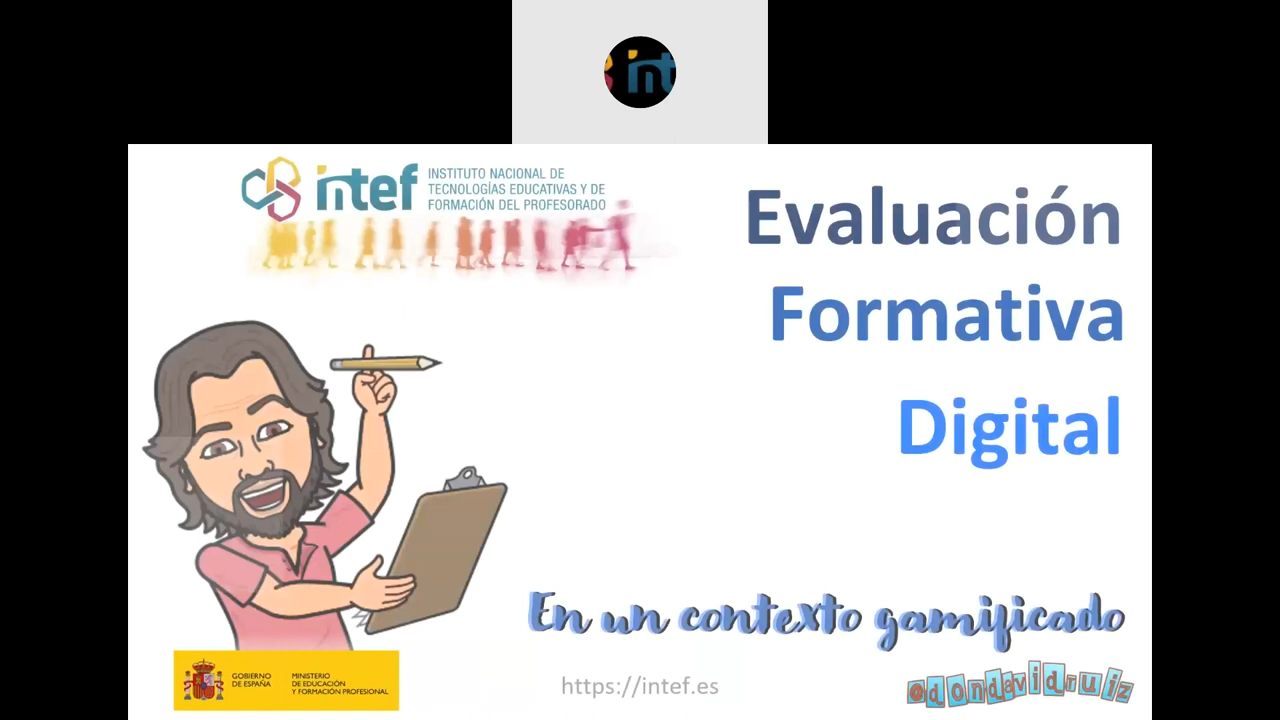 int
intef
INSTITUTO NACIONAL DE
TECNOLOGÍAS EDUCATIVAS Y DE
FORMACIÓN DEL PROFESORADO
Evaluación
Formativa
Digital
En un contexto gamificado
GOBIERNO
DE ESPAÑA
MINISTERIO
DE EDUCACIÓN
Y FORMACIÓN PROFESIONAL
https://intef.es
@dondavidruiz